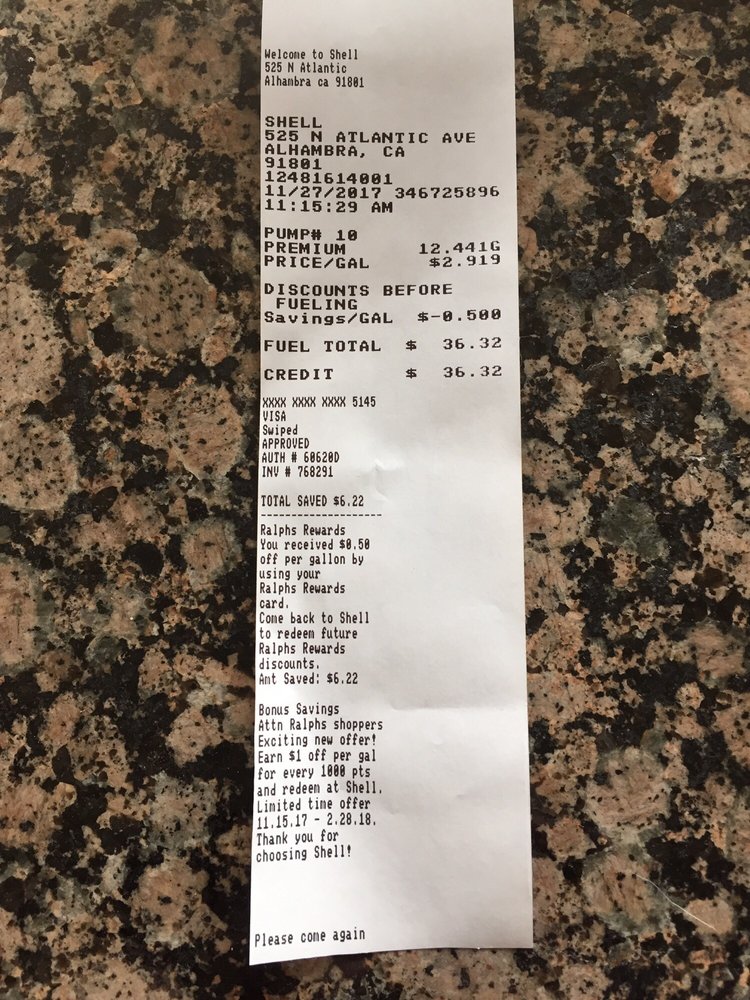 Welcome to Shell
525 N Atlantic
Alhambra ca 91801
SHELL
525 N ATLANTIC AVE
ALHAMBRA, CA
91801
12481614001
11/27/2017 346725896
11:15:29 AM
PUMP# 10
PREMIUM 12.441G
PRICE/GAL $2.919
DISCOUNTS BEFORE
FUELING
Savings/GAL $-0.500
FUEL TOTAL $ 36.32
CREDIT $ 36.32
XXXX XXXX XXXX 5145
VISA
Swiped
APPROVED
AUTH # 60620D
INV # 768291
TOTAL SAVED $6.22
--------------------
Ralphs Rewards
You received $0.50
off per gallon by
using your
Ralphs Rewards
card.
Come back to Shell
to redeem future
Ralphs Rewards
discounts.
Amt Saved: $6.22
Bonus Savings
Attn Ralphs shoppers
Exciting new offer!
Earn $1 off per gal
for every 1000 pts
and redeem at Shell.
Limited time offer
11.15.17 - 2.28.18.
Thank you for
choosing Shell!
Please come again